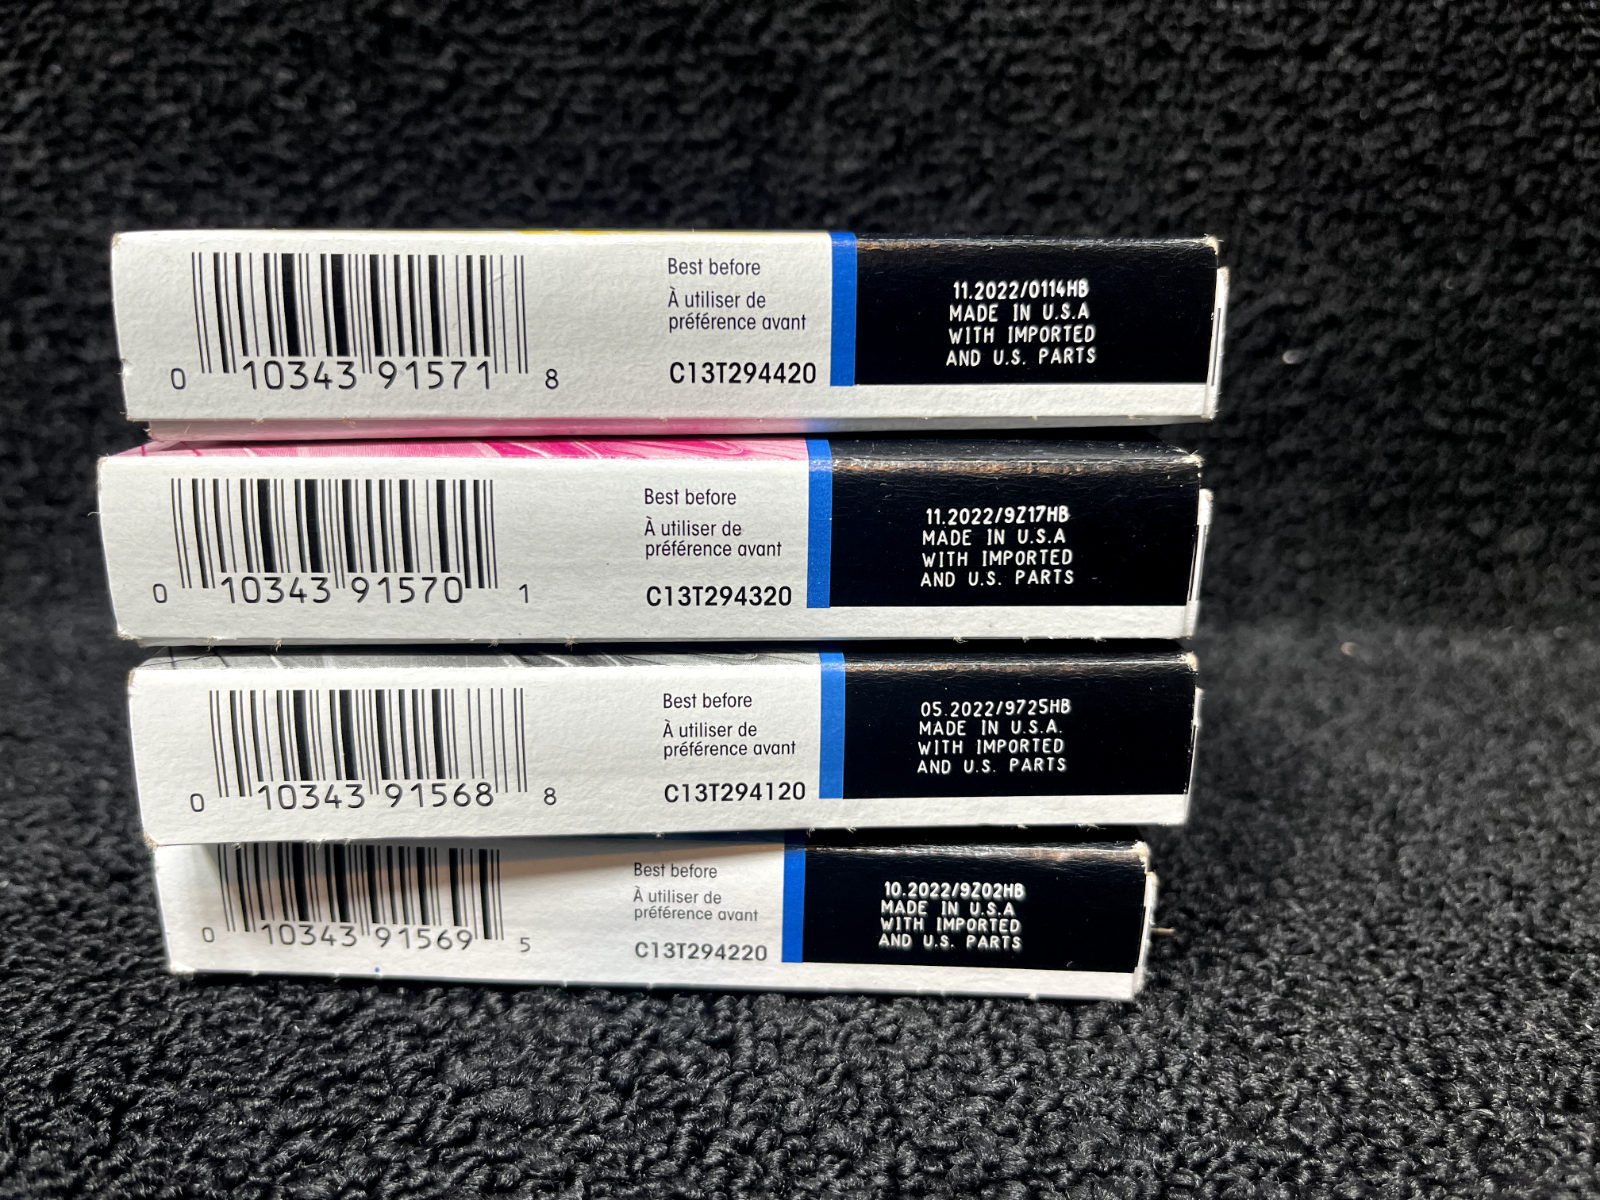 0 10343 91571 8
Best before
À utiliser de
préférence avant
C13T294420
11.2022/0114HB
MADE IN U.S.A
WITH IMPORTED
AND U.S. PARTS
0 10343 91570 1
Best before
À utiliser de
préférence avant
C13T294320
11.2022/9Z17HB
MADE IN U.S.A
WITH IMPORTED
AND U.S. PARTS
0 10343 91568 8
Best before
À utiliser de
préférence avant
C13T294120
05.2022/9725HB
MADE IN U.S.A.
WITH IMPORTED
AND U.S. PARTS
0 10343 91569 5
Best before
À utiliser de
préférence avant
C13T294220
10.2022/9Z02HB
MADE IN U.S.A
WITH IMPORTED
AND U.S. PARTS